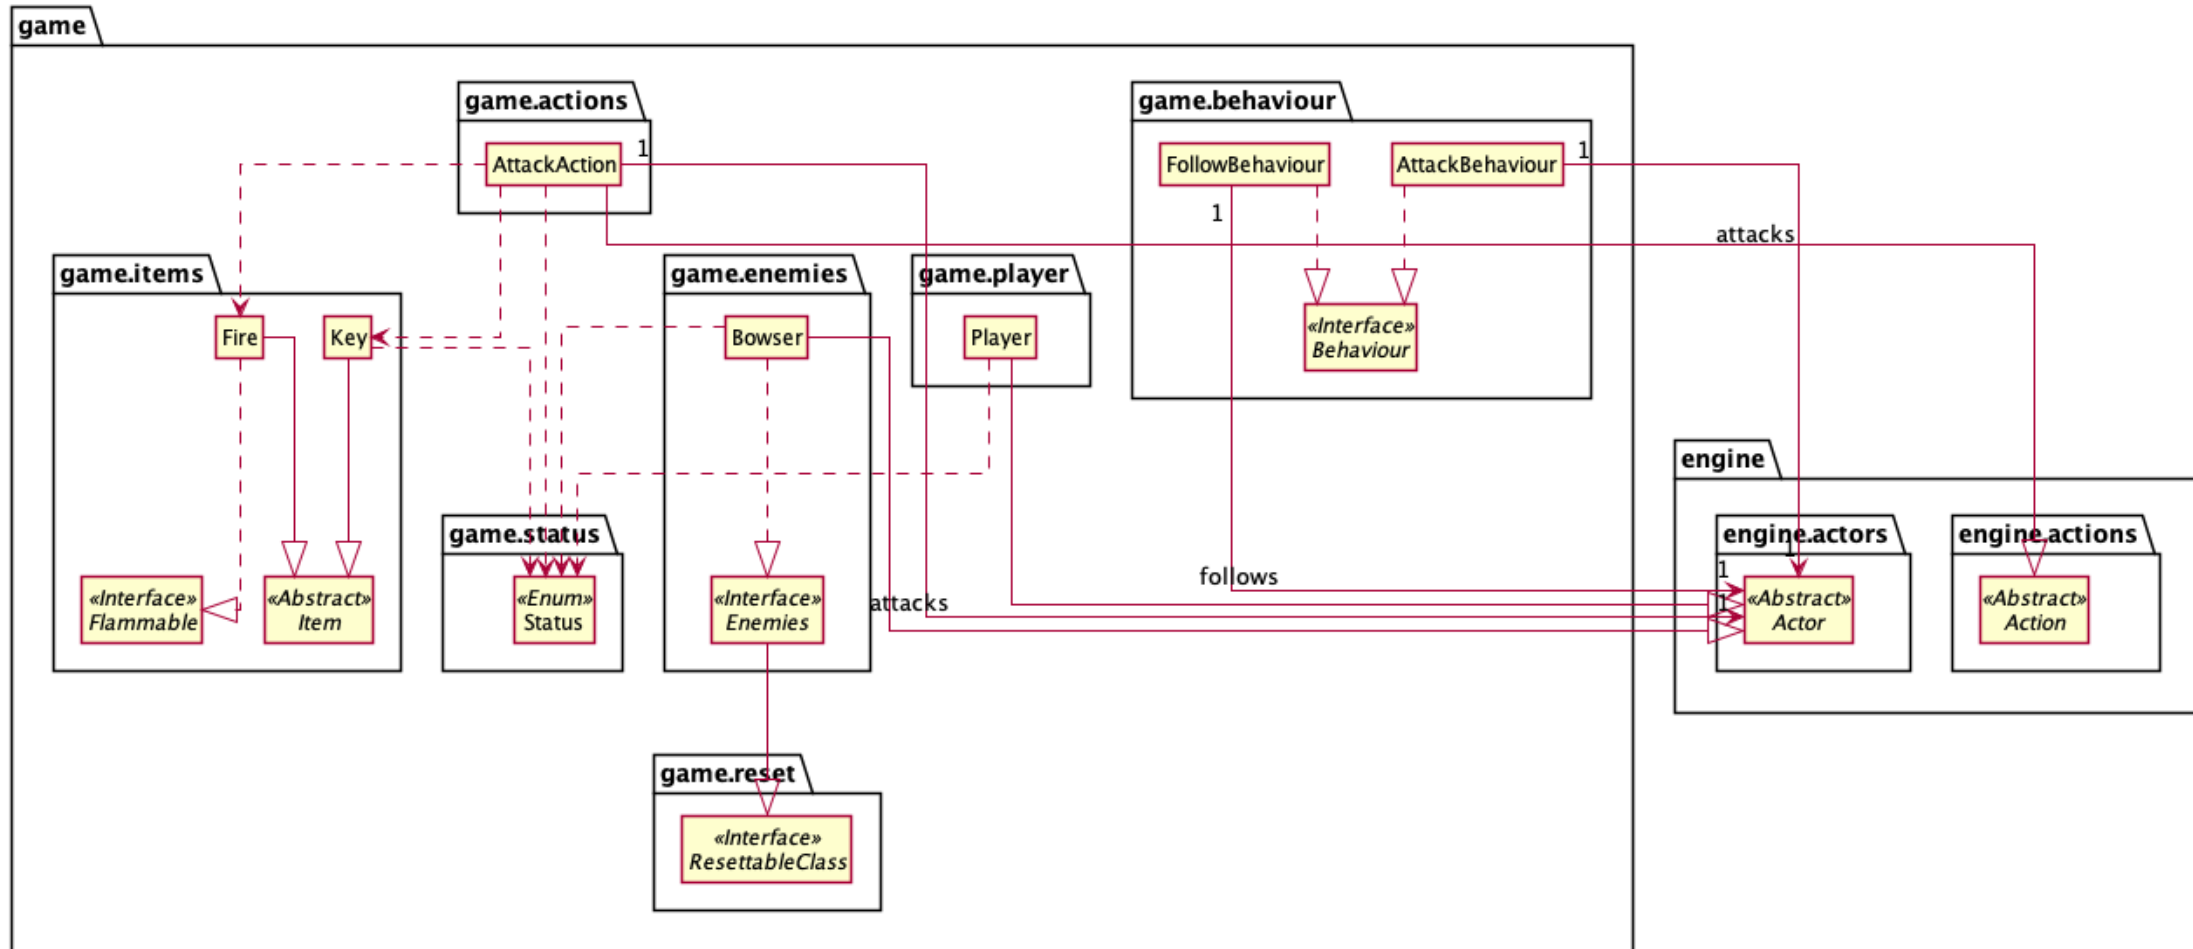 game
game.actions
game.behaviour
AttackAction
1
FollowBehaviour
AttackBehaviour
1
1
attacks
game.items
game.enemies
game.player
Fire
Key
Bowser
Player
«Interface»
Behaviour
engine
game.status
engine.actors
engine.actions
1
1
follows
«Interface»
Flammable
«Abstract»
Item
«Enum»
Status
«Interface»
Enemies
attacks
1
«Abstract»
Actor
«Abstract»
Action
game.reset
«Interface»
ResettableClass